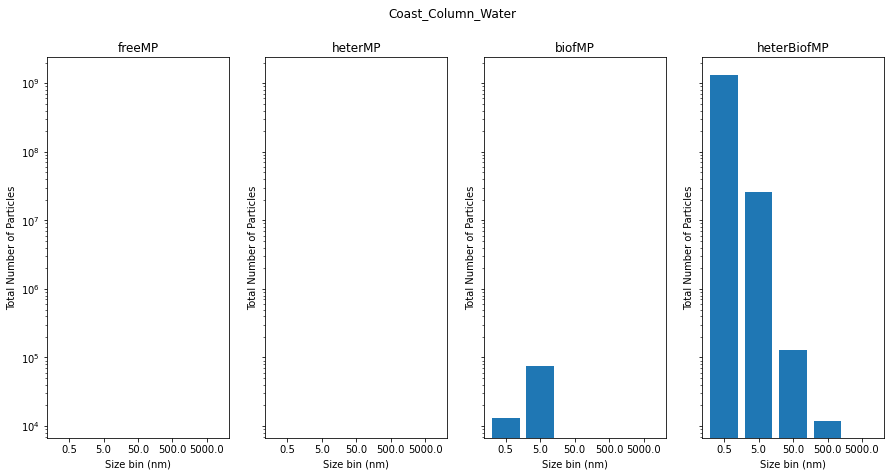 Coast_Column_Water
freeMP
heterMP
biofMP
heterBiofMP
Total Number of Particles
10⁹
10⁸
10⁷
10⁶
10⁵
10⁴
0.5 5.0 50.0 500.0 5000.0
Size bin (nm)
Total Number of Particles
0.5 5.0 50.0 500.0 5000.0
Size bin (nm)
Total Number of Particles
0.5 5.0 50.0 500.0 5000.0
Size bin (nm)
Total Number of Particles
0.5 5.0 50.0 500.0 5000.0
Size bin (nm)